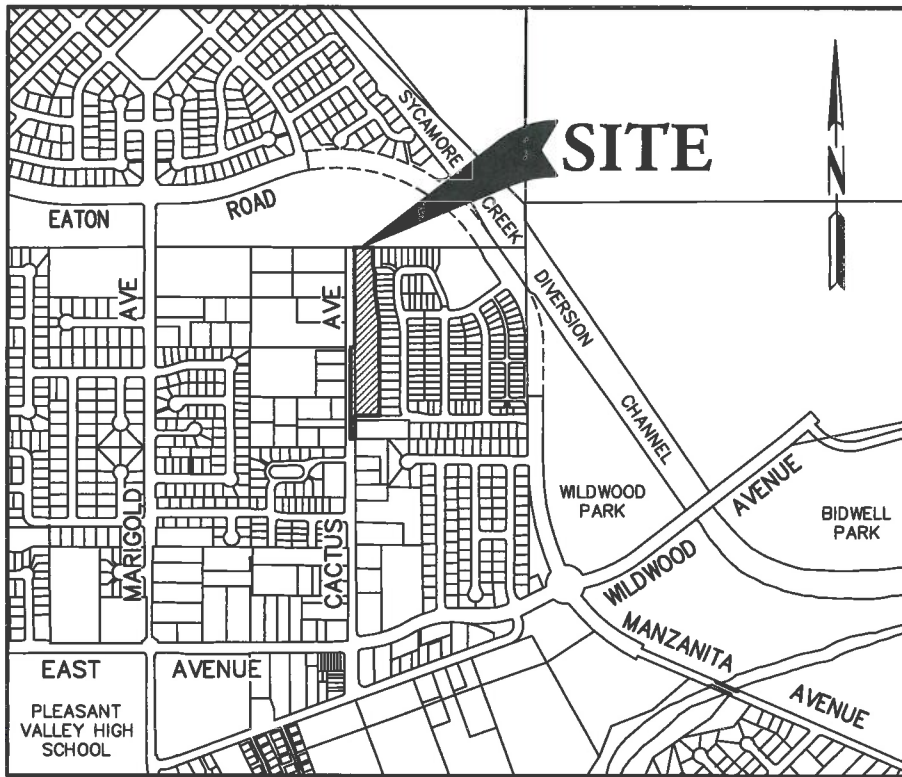 SYCAMORE
CREEK
DIVERSION
CHANNEL
SITE
N
EATON
ROAD
MARIGOLD
AVE
CACTUS
AVE
WILDWOOD
PARK
WILDWOOD
AVENUE
BIDWELL
PARK
MANZANITA
AVENUE
EAST
AVENUE
PLEASANT
VALLEY HIGH
SCHOOL